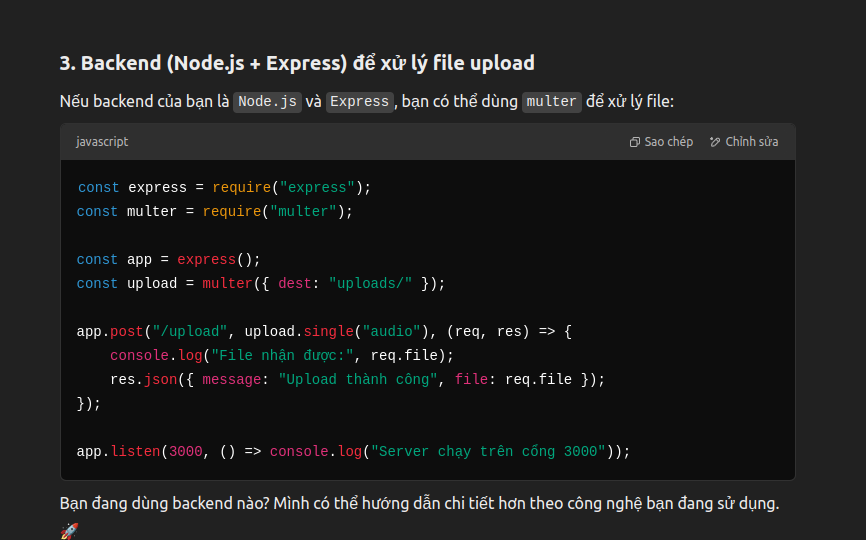 3. Backend (Node.js + Express) để xử lý file upload
Nếu backend của bạn là Node.js và Express, bạn có thể dùng multer để xử lý file:
javascript Sao chép Chỉnh sửa
const express = require("express");
const multer = require("multer");
const app = express();
const upload = multer({ dest: "uploads/" });
app.post("/upload", upload.single("audio"), (req, res) => {
    console.log("File nhận được:", req.file);
    res.json({ message: "Upload thành công", file: req.file });
});
app.listen(3000, () => console.log("Server chạy trên cổng 3000"));
Bạn đang dùng backend nào? Mình có thể hướng dẫn chi tiết hơn theo công nghệ bạn đang sử dụng.
🚀